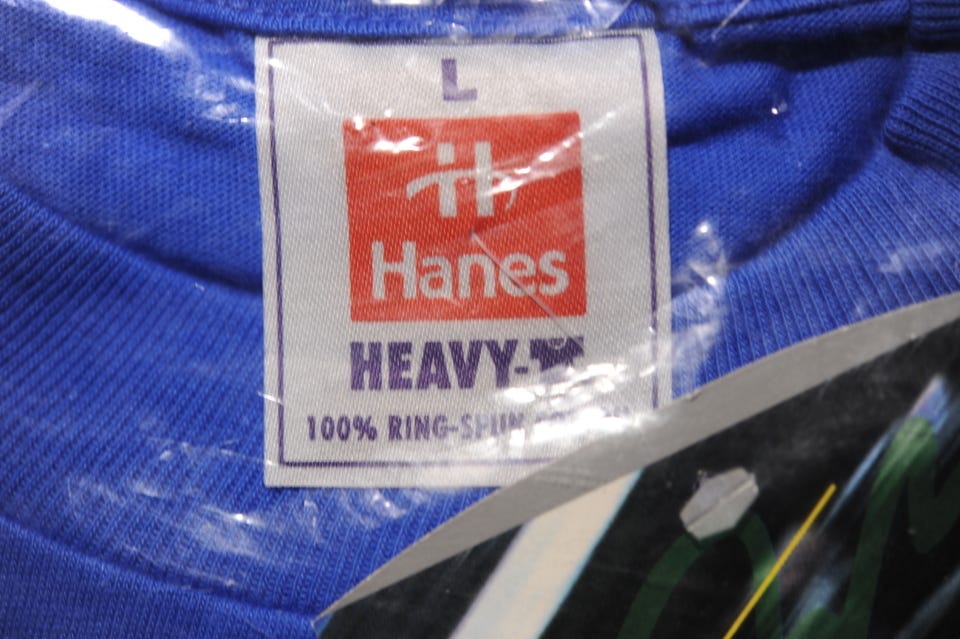 L
H
Hanes
HEAVY-
100% RING-SPUN